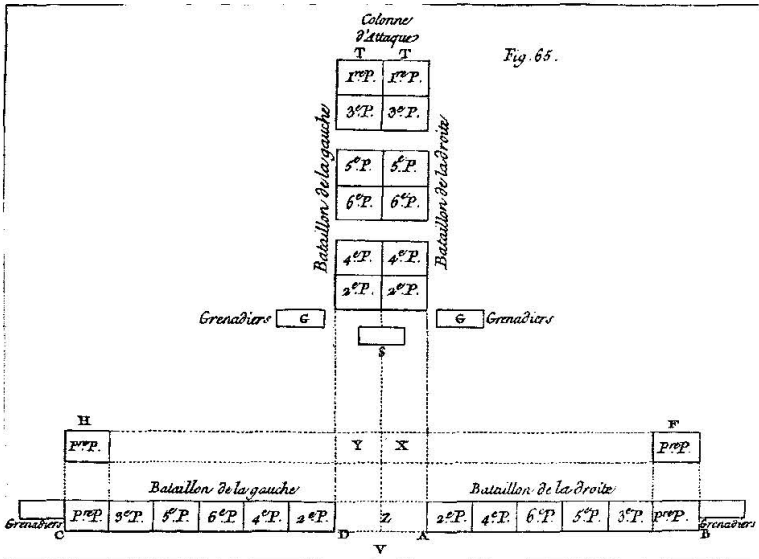 Colonne
d'Attaque
Fig. 65.
T T
1re P. 1re P.
3e P. 3e P.
Bataillon de la gauche
Bataillon de la droite
5e P. 5e P.
6e P. 6e P.
4e P. 4e P.
2e P. 2e P.
Grenadiers G G Grenadiers
S
H F
Pre P. Y X Pre P.
Bataillon de la gauche Bataillon de la droite
Grenadiers Pre P. 3e P. 5e P. 6e P. 4e P. 2e P. Z 2e P. 4e P. 6e P. 5e P. 3e P. Pre P. Grenadiers
C D A B
V